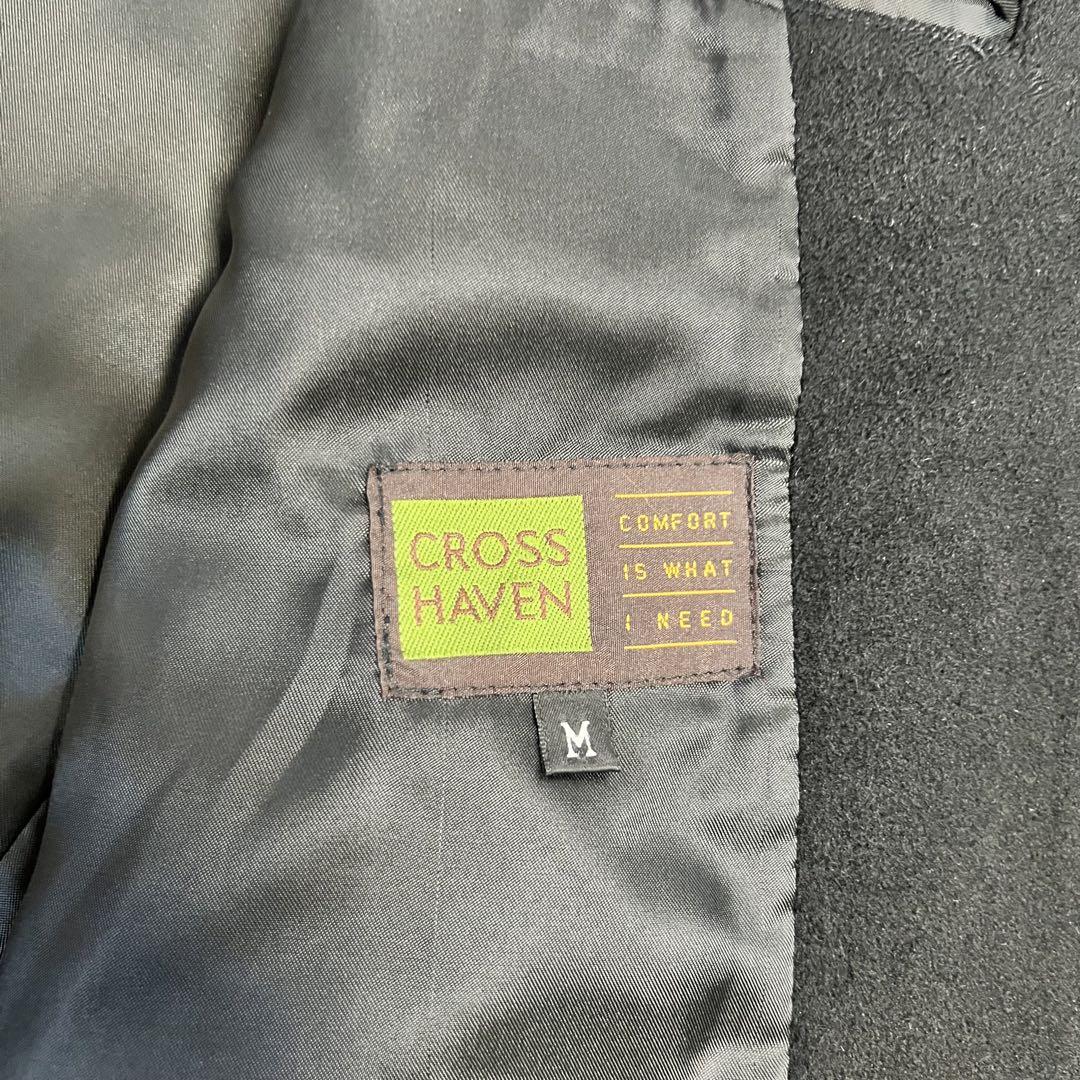 CROSS
HAVEN
COMFORT
IS WHAT
I NEED
M